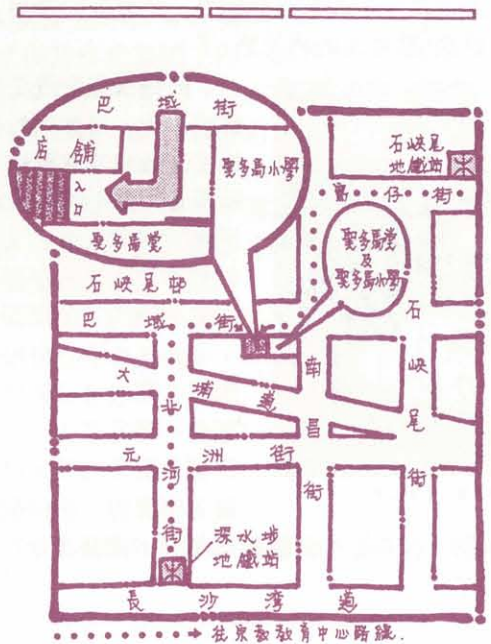 巴域街
店舖
聖多馬小學
入口
聖多馬堂
石峽尾
地鐵站
窩仔街
聖多馬堂
及
聖多馬小學
石峽尾邨
巴域街
石峽尾街
南昌街
大埔道
北河街
元洲街
深水埗
地鐵站
長沙灣道
往宗教教育中心路線.